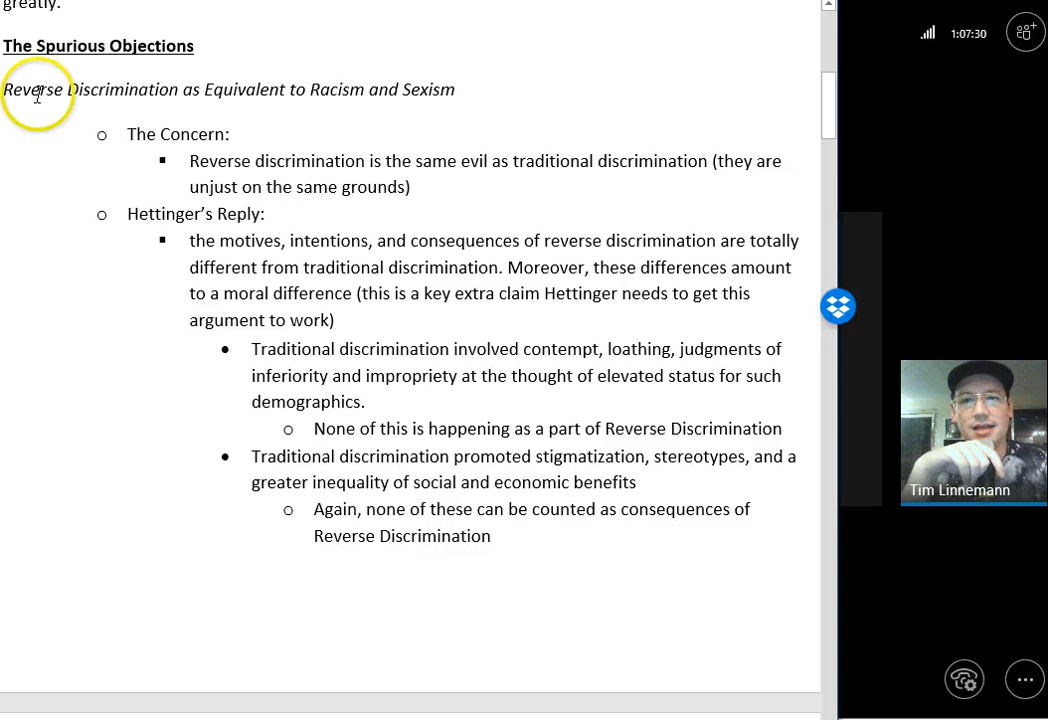 greatly.
The Spurious Objections
Reverse Discrimination as Equivalent to Racism and Sexism
o The Concern:
▪ Reverse discrimination is the same evil as traditional discrimination (they are
unjust on the same grounds)
o Hettinger’s Reply:
▪ the motives, intentions, and consequences of reverse discrimination are totally
different from traditional discrimination. Moreover, these differences amount
to a moral difference (this is a key extra claim Hettinger needs to get this
argument to work)
• Traditional discrimination involved contempt, loathing, judgments of
inferiority and impropriety at the thought of elevated status for such
demographics.
o None of this is happening as a part of Reverse Discrimination
• Traditional discrimination promoted stigmatization, stereotypes, and a
greater inequality of social and economic benefits
o Again, none of these can be counted as consequences of
Reverse Discrimination
1:07:30
Tim Linnemann